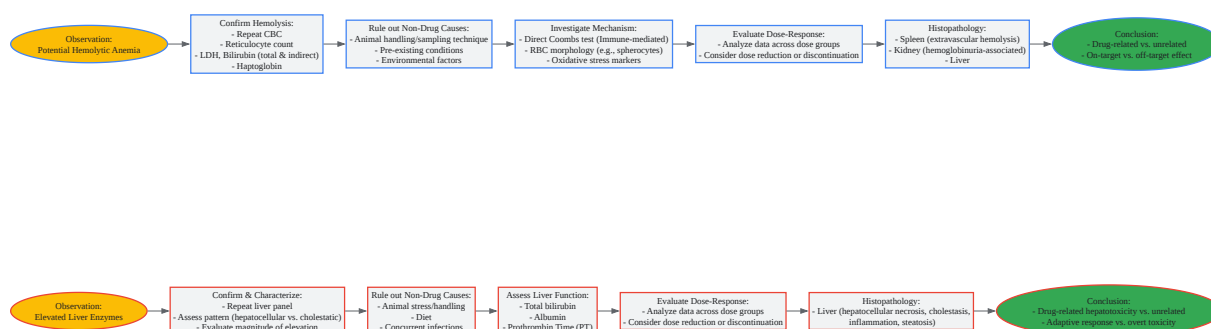 Observation:
Potential Hemolytic Anemia
Confirm Hemolysis:
- Repeat CBC
- Reticulocyte count
- LDH, Bilirubin (total & indirect)
- Haptoglobin
Rule out Non-Drug Causes:
- Animal handling/sampling technique
- Pre-existing conditions
- Environmental factors
Investigate Mechanism:
- Direct Coombs test (Immune-mediated)
- RBC morphology (e.g., spherocytes)
- Oxidative stress markers
Evaluate Dose-Response:
- Analyze data across dose groups
- Consider dose reduction or discontinuation
Histopathology:
- Spleen (extravascular hemolysis)
- Kidney (hemoglobinuria-associated)
- Liver
Conclusion:
- Drug-related vs. unrelated
- On-target vs. off-target effect
Observation:
Elevated Liver Enzymes
Confirm & Characterize:
- Repeat liver panel
- Assess pattern (hepatocellular vs. cholestatic)
- Evaluate magnitude of elevation
Rule out Non-Drug Causes:
- Animal stress/handling
- Diet
- Concurrent infections
Assess Liver Function:
- Total bilirubin
- Albumin
- Prothrombin Time (PT)
Evaluate Dose-Response:
- Analyze data across dose groups
- Consider dose reduction or discontinuation
Histopathology:
- Liver (hepatocellular necrosis, cholestasis,
inflammation, steatosis)
Conclusion:
- Drug-related hepatotoxicity vs. unrelated
- Adaptive response vs. overt toxicity